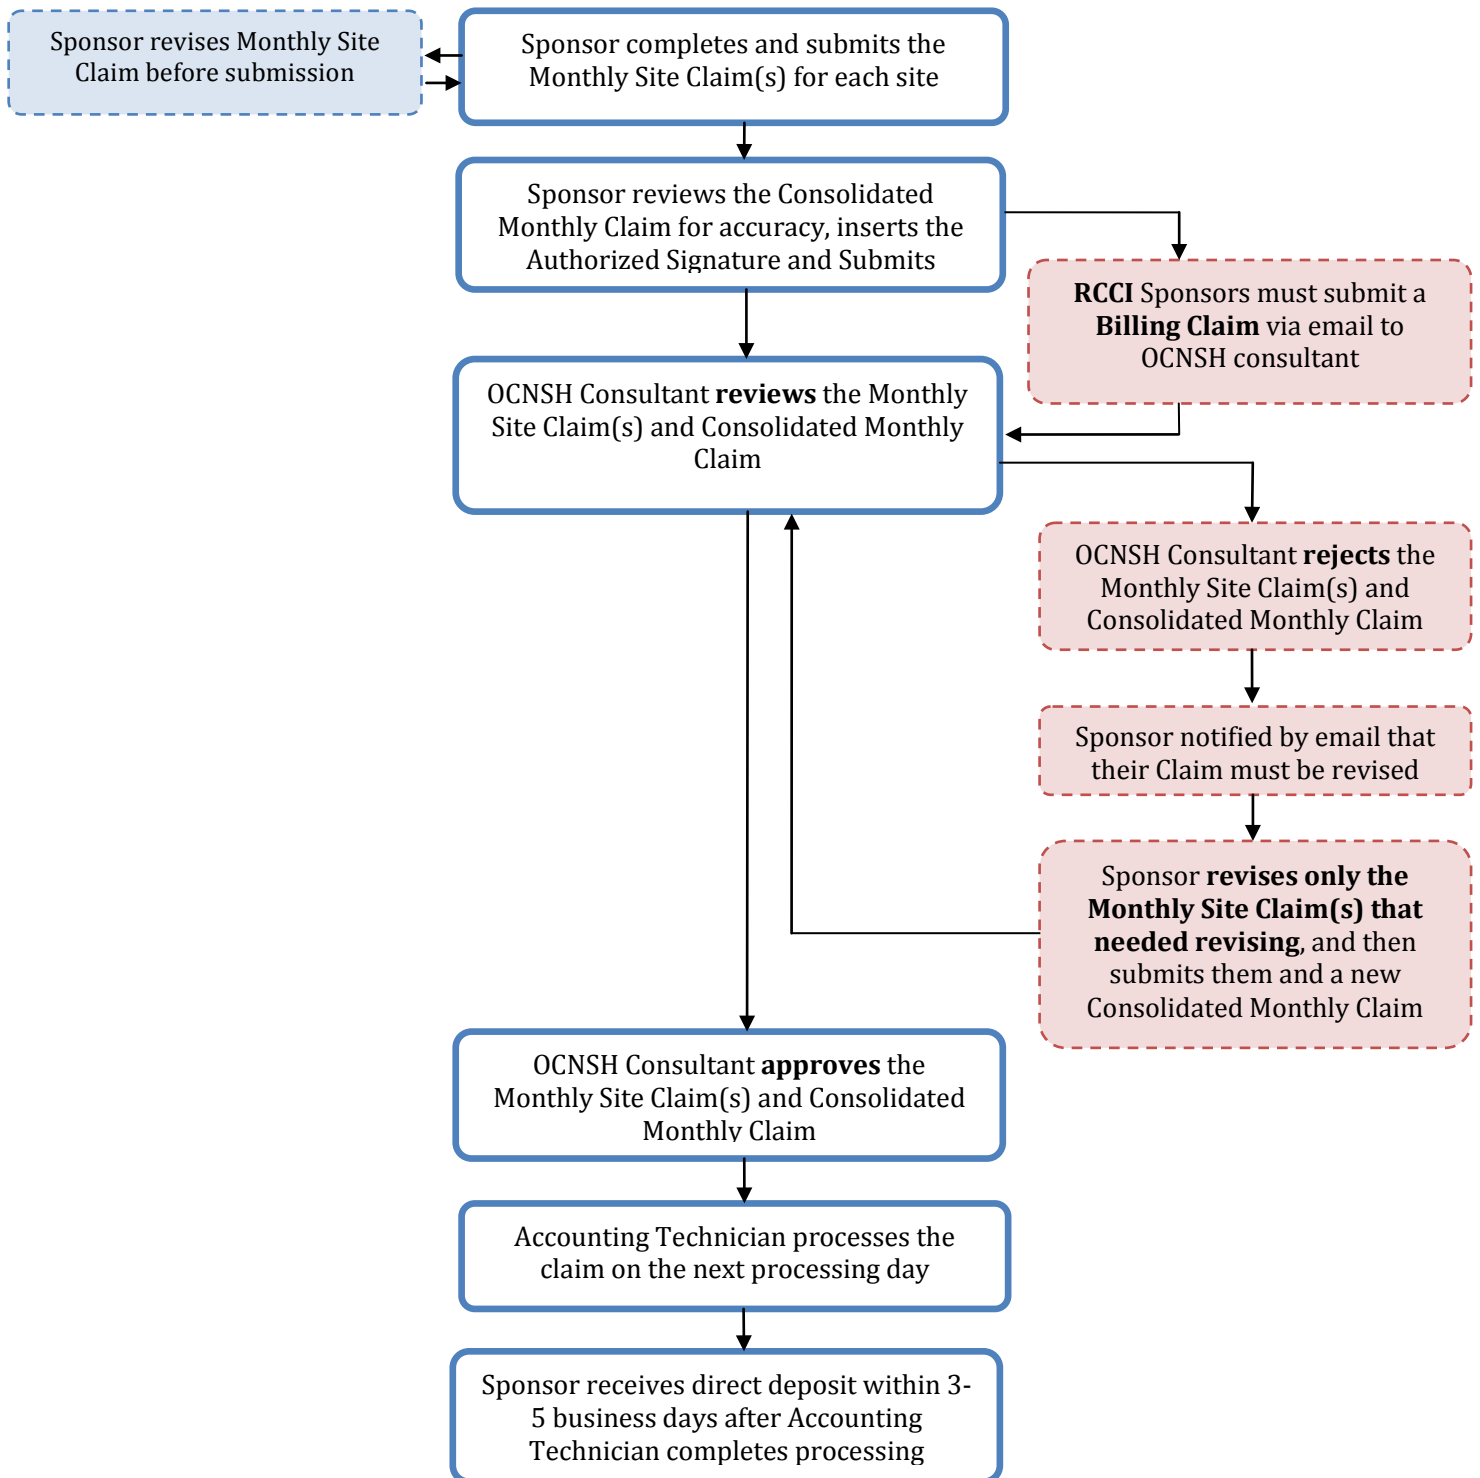 Sponsor revises Monthly Site
Claim before submission
Sponsor completes and submits the
Monthly Site Claim(s) for each site
Sponsor reviews the Consolidated
Monthly Claim for accuracy, inserts the
Authorized Signature and Submits
RCCI Sponsors must submit a
Billing Claim via email to
OCNSH consultant
OCNSH Consultant reviews the Monthly
Site Claim(s) and Consolidated Monthly
Claim
OCNSH Consultant rejects the
Monthly Site Claim(s) and
Consolidated Monthly Claim
Sponsor notified by email that
their Claim must be revised
Sponsor revises only the
Monthly Site Claim(s) that
needed revising, and then
submits them and a new
Consolidated Monthly Claim
OCNSH Consultant approves the
Monthly Site Claim(s) and Consolidated
Monthly Claim
Accounting Technician processes the
claim on the next processing day
Sponsor receives direct deposit within 3-
5 business days after Accounting
Technician completes processing